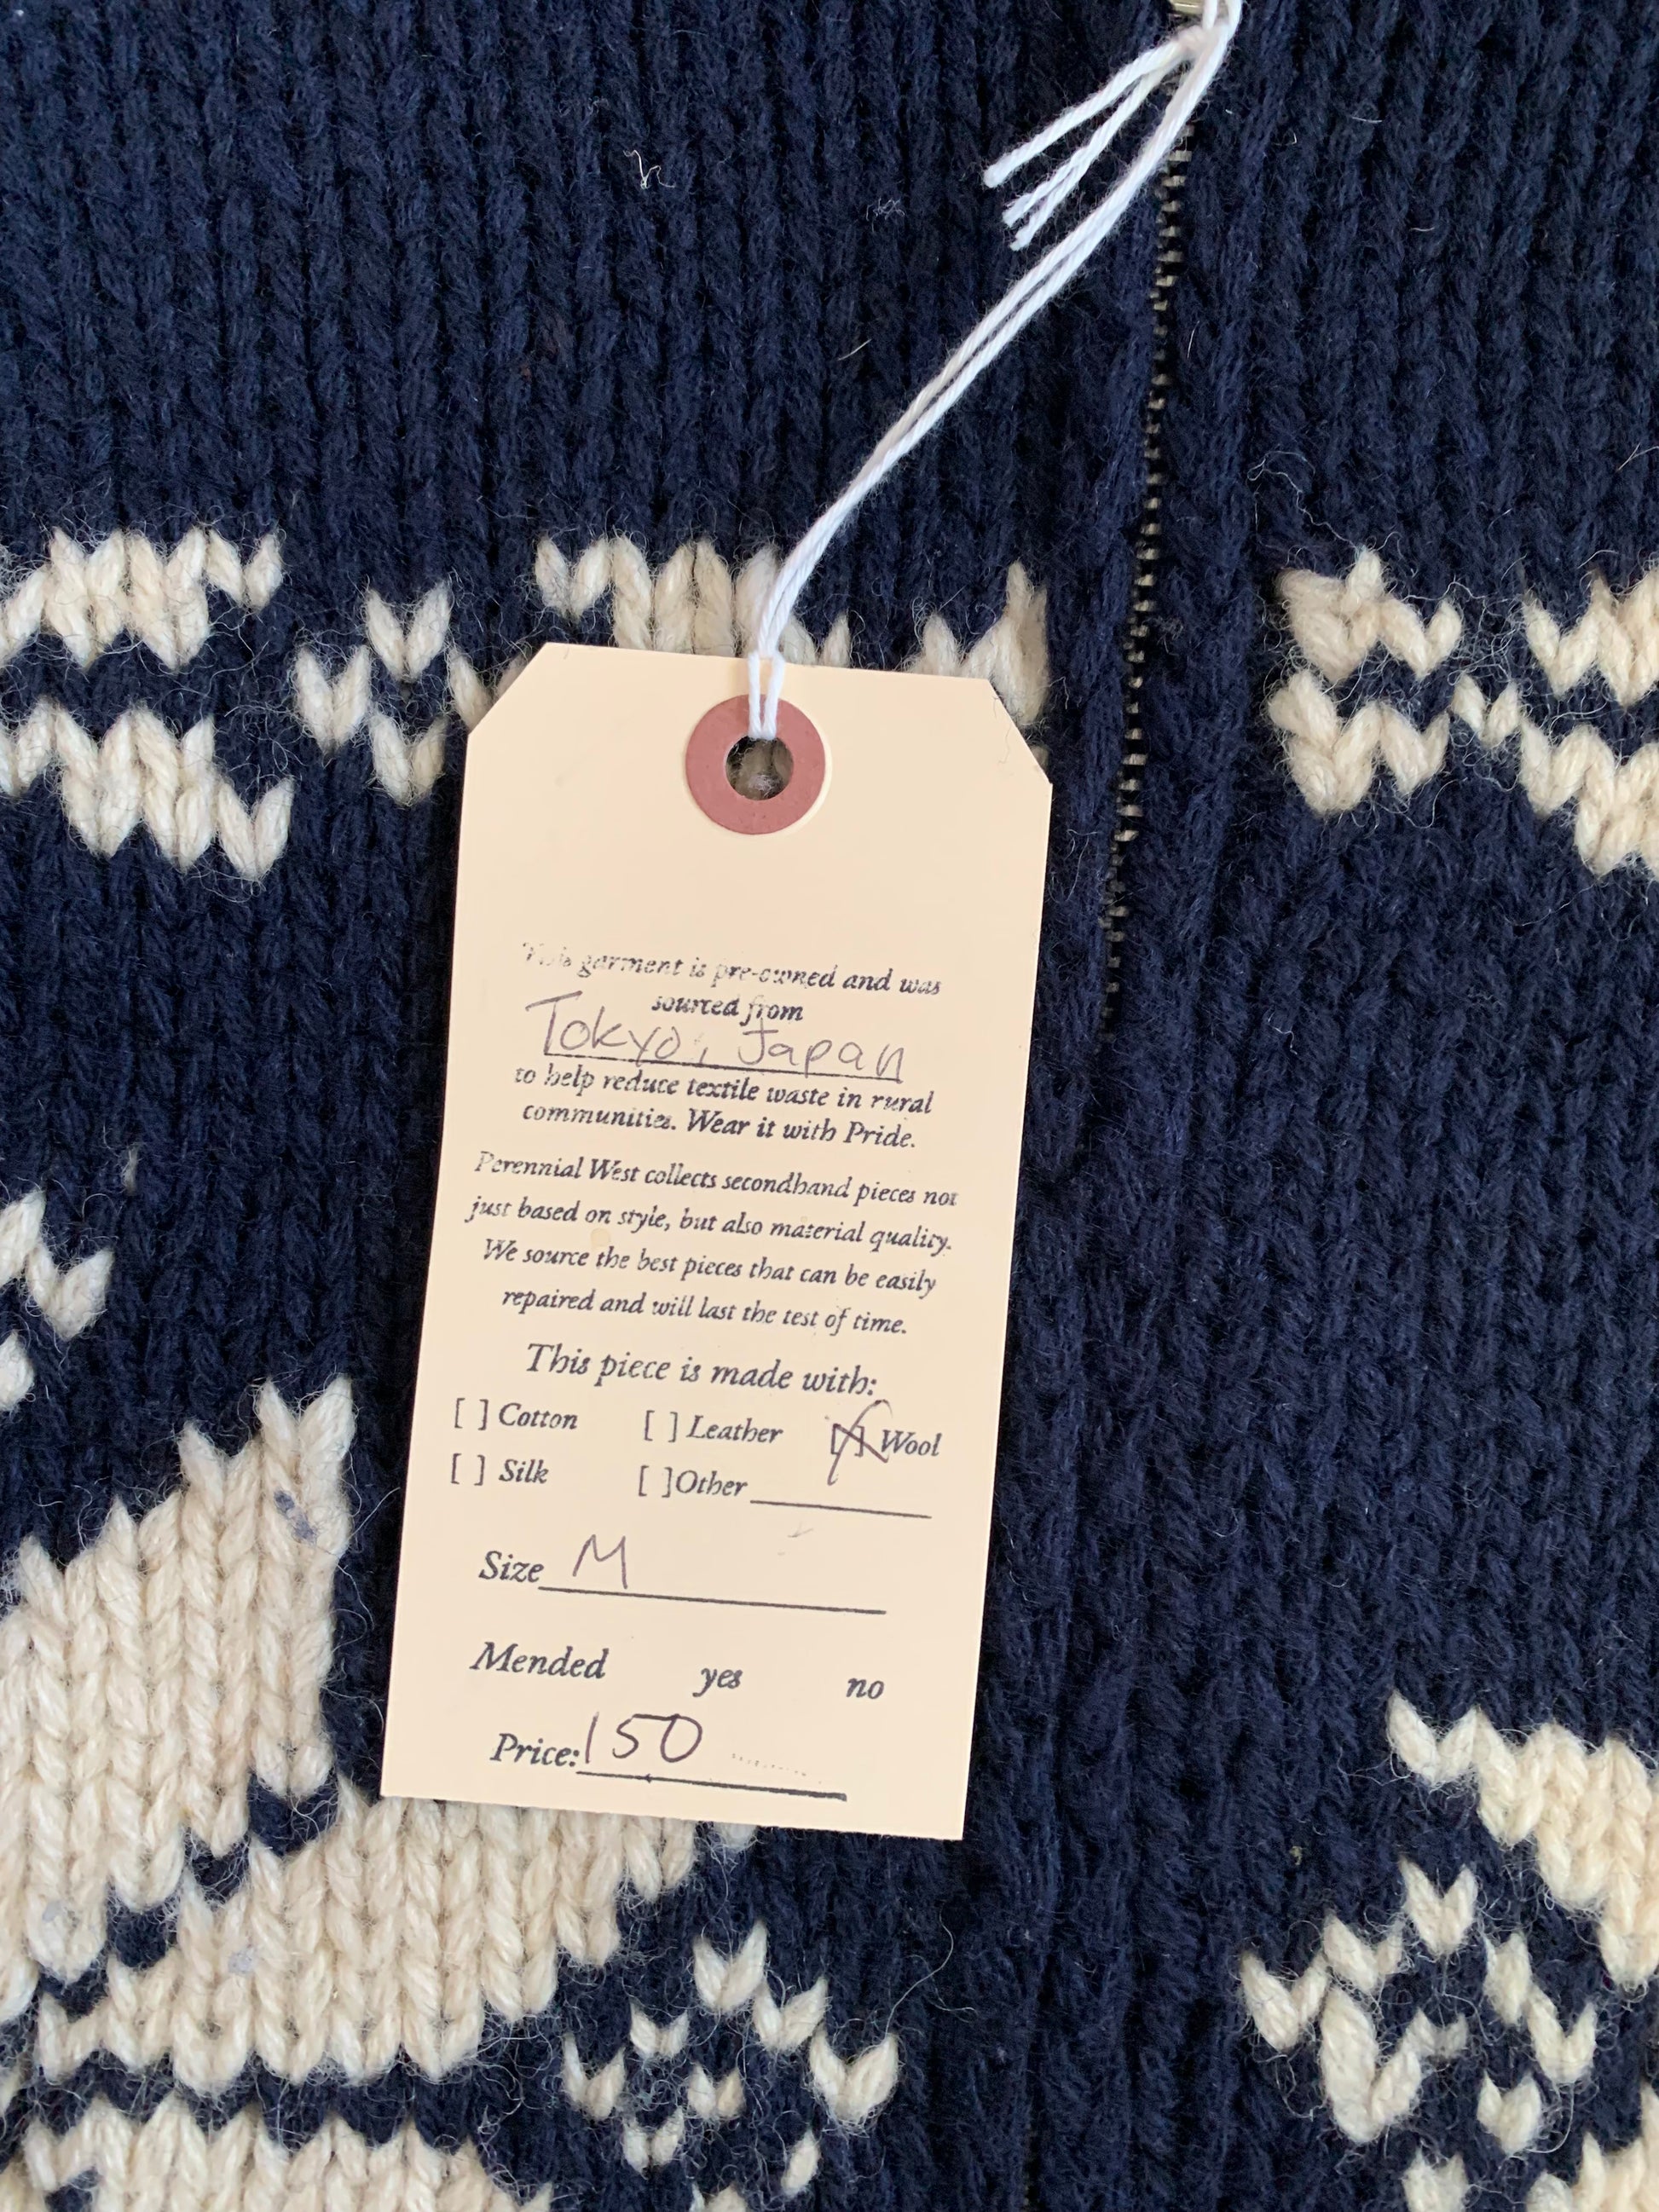 This garment is pre-owned and was
sourced from
Tokyo, Japan
to help reduce textile waste in rural
communities. Wear it with Pride.
Perennial West collects secondhand pieces not
just based on style, but also material quality.
We source the best pieces that can be easily
repaired and will last the test of time.
This piece is made with:
[ ] Cotton [ ] Leather [X] Wool
[ ] Silk [ ]Other
Size M
Mended yes no
Price: 150